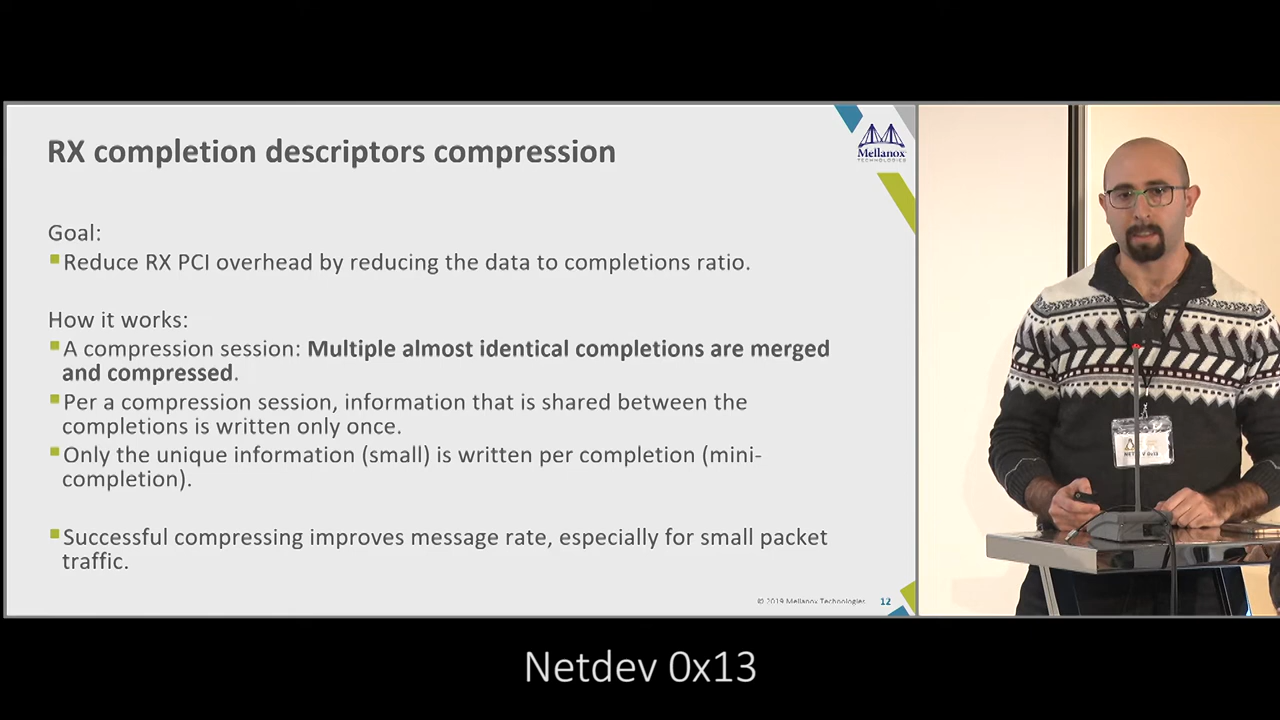 RX completion descriptors compression
Mellanox
TECHNOLOGIES
Goal:
Reduce RX PCI overhead by reducing the data to completions ratio.
How it works:
A compression session: Multiple almost identical completions are merged
and compressed.
Per a compression session, information that is shared between the
completions is written only once.
Only the unique information (small) is written per completion (mini-
completion).
Successful compressing improves message rate, especially for small packet
traffic.
© 2019 Mellanox Technologies
12
Netdev 0x13